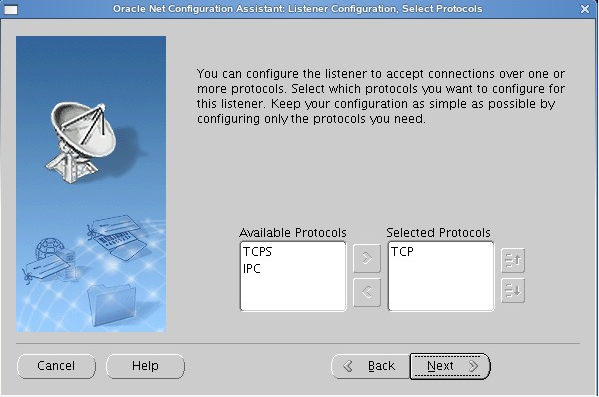 Oracle Net Configuration Assistant: Listener Configuration, Select Protocols
You can configure the listener to accept connections over one or
more protocols. Select which protocols you want to configure for
this listener. Keep your configuration as simple as possible by
configuring only the protocols you need.
Available Protocols
Selected Protocols
TCPS
IPC
TCP
Cancel
Help
Back
Next